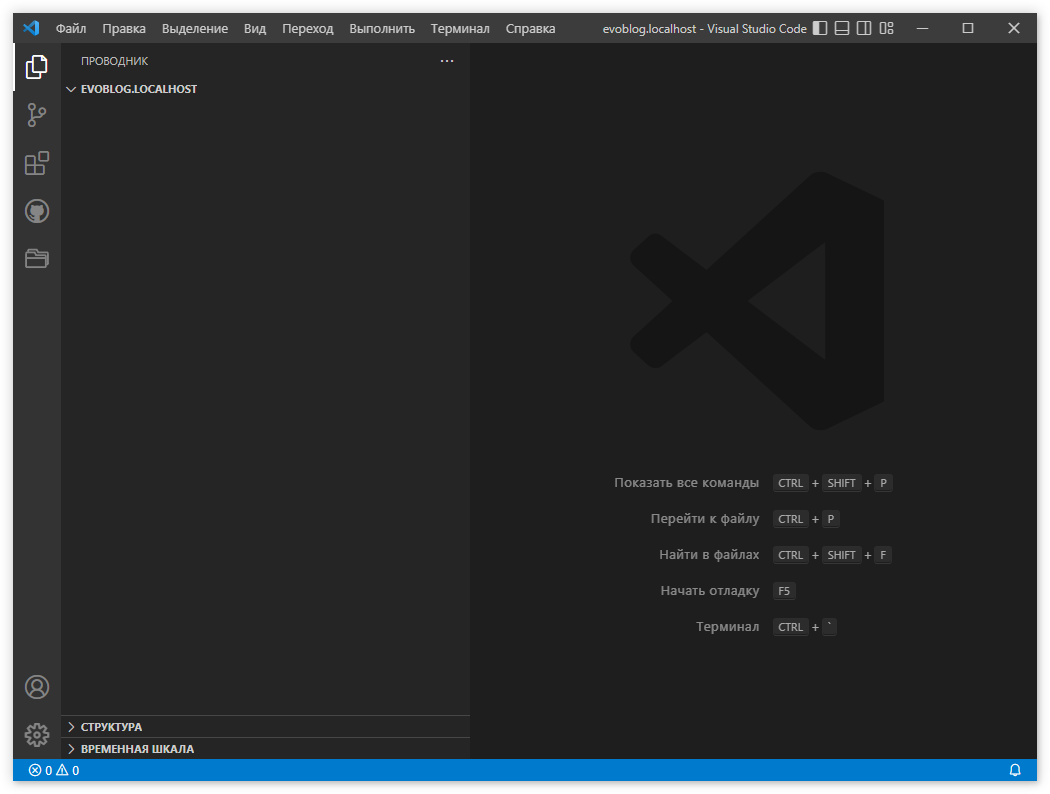 Файл Правка Выделение Вид Переход Выполнить Терминал Справка evoblog.localhost - Visual Studio Code
ПРОВОДНИК
EVOBLOG.LOCALHOST
Показать все команды CTRL + SHIFT + P
Перейти к файлу CTRL + P
Найти в файлах CTRL + SHIFT + F
Начать отладку F5
Терминал CTRL + `
СТРУКТУРА
ВРЕМЕННАЯ ШКАЛА
0 0